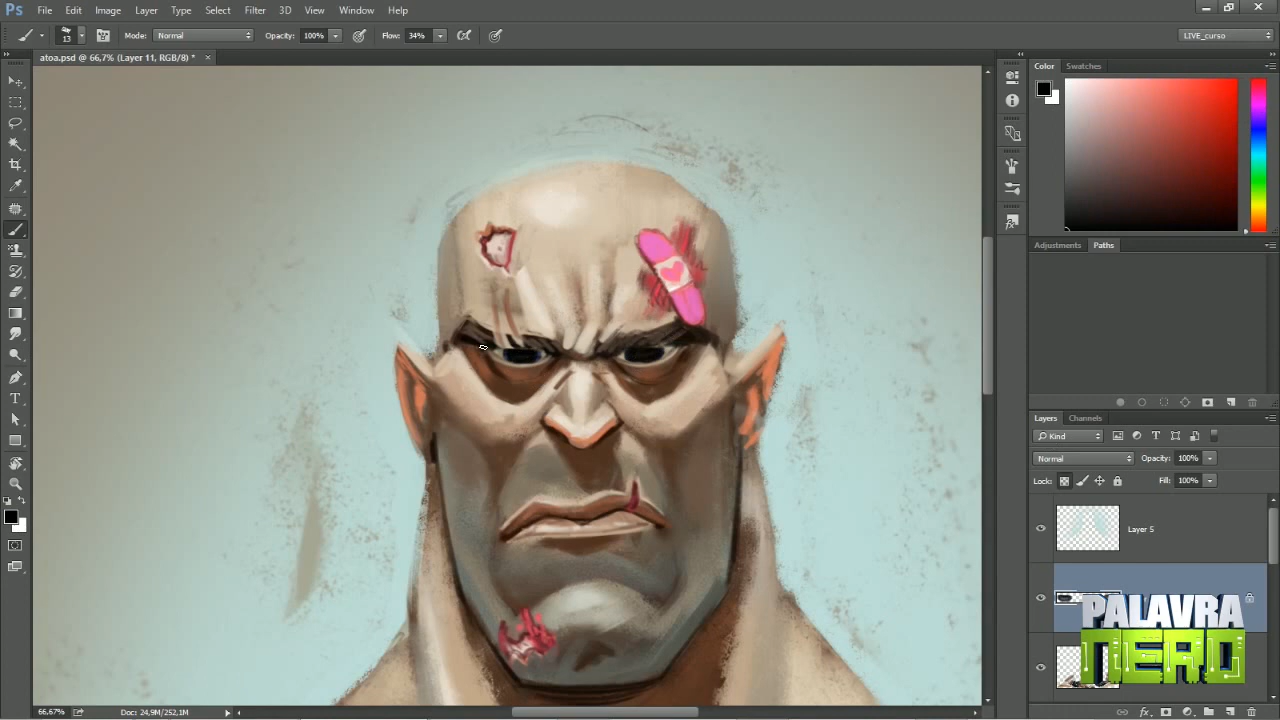 Ps File Edit Image Layer Type Select Filter 3D View Window Help
13 Mode: Normal Opacity: 100% Flow: 34% LIVE_curso
atoa.psd @ 66,7% (Layer 11, RGB/8) * ×
Color Swatches
Adjustments Paths
Layers Channels
Kind
Normal Opacity: 100%
Lock: Fill: 100%
Layer 5
PALAVRA
NERD
66,67% Doc: 24,9M/252,1M